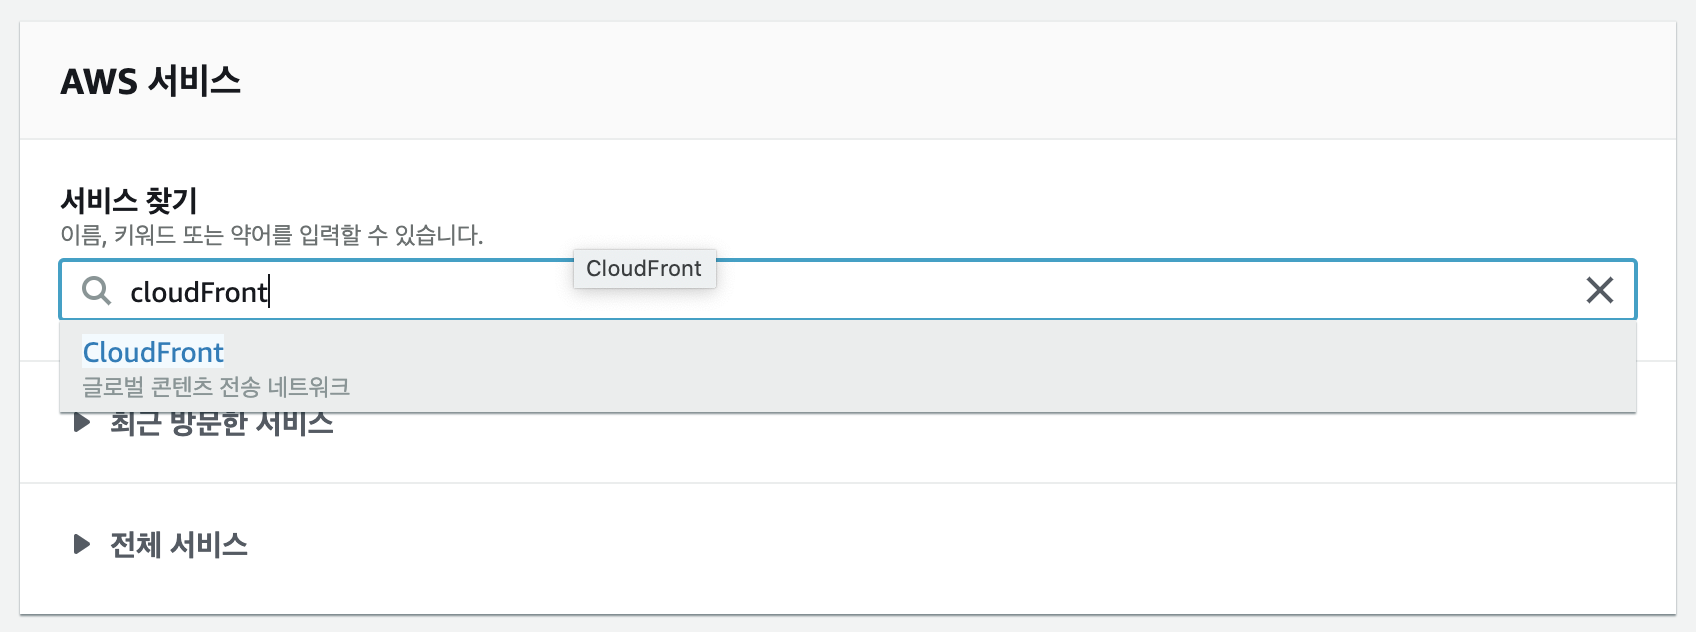 AWS 서비스
서비스 찾기
이름, 키워드 또는 약어를 입력할 수 있습니다.
CloudFront
cloudFront
CloudFront
글로벌 콘텐츠 전송 네트워크
최근 방문한 서비스
전체 서비스